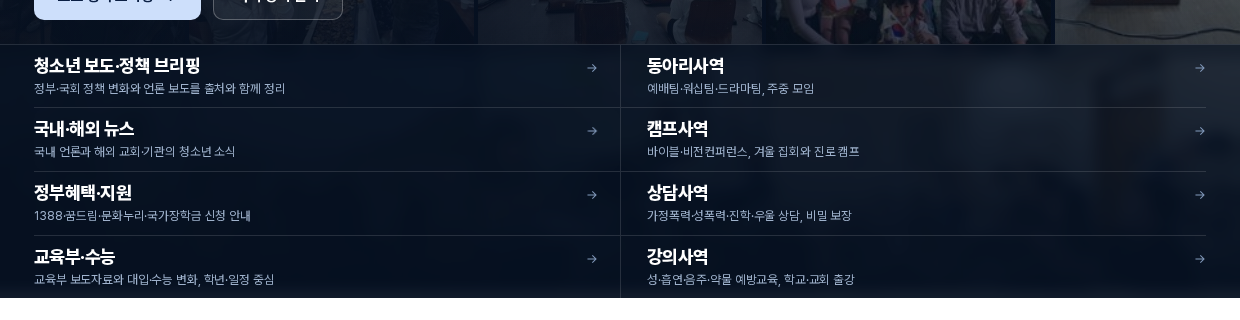 청소년 보도·정책 브리핑
정부·국회 정책 변화와 언론 보도를 출처와 함께 정리
국내·해외 뉴스
국내 언론과 해외 교회·기관의 청소년 소식
정부혜택·지원
1388·꿈드림·문화누리·국가장학금 신청 안내
교육부·수능
교육부 보도자료와 대입·수능 변화, 학년·일정 중심
동아리사역
예배팀·워십팀·드라마팀, 주중 모임
캠프사역
바이블·비전컨퍼런스, 겨울 집회와 진로 캠프
상담사역
가정폭력·성폭력·진학·우울 상담, 비밀 보장
강의사역
성·흡연·음주·약물 예방교육, 학교·교회 출강